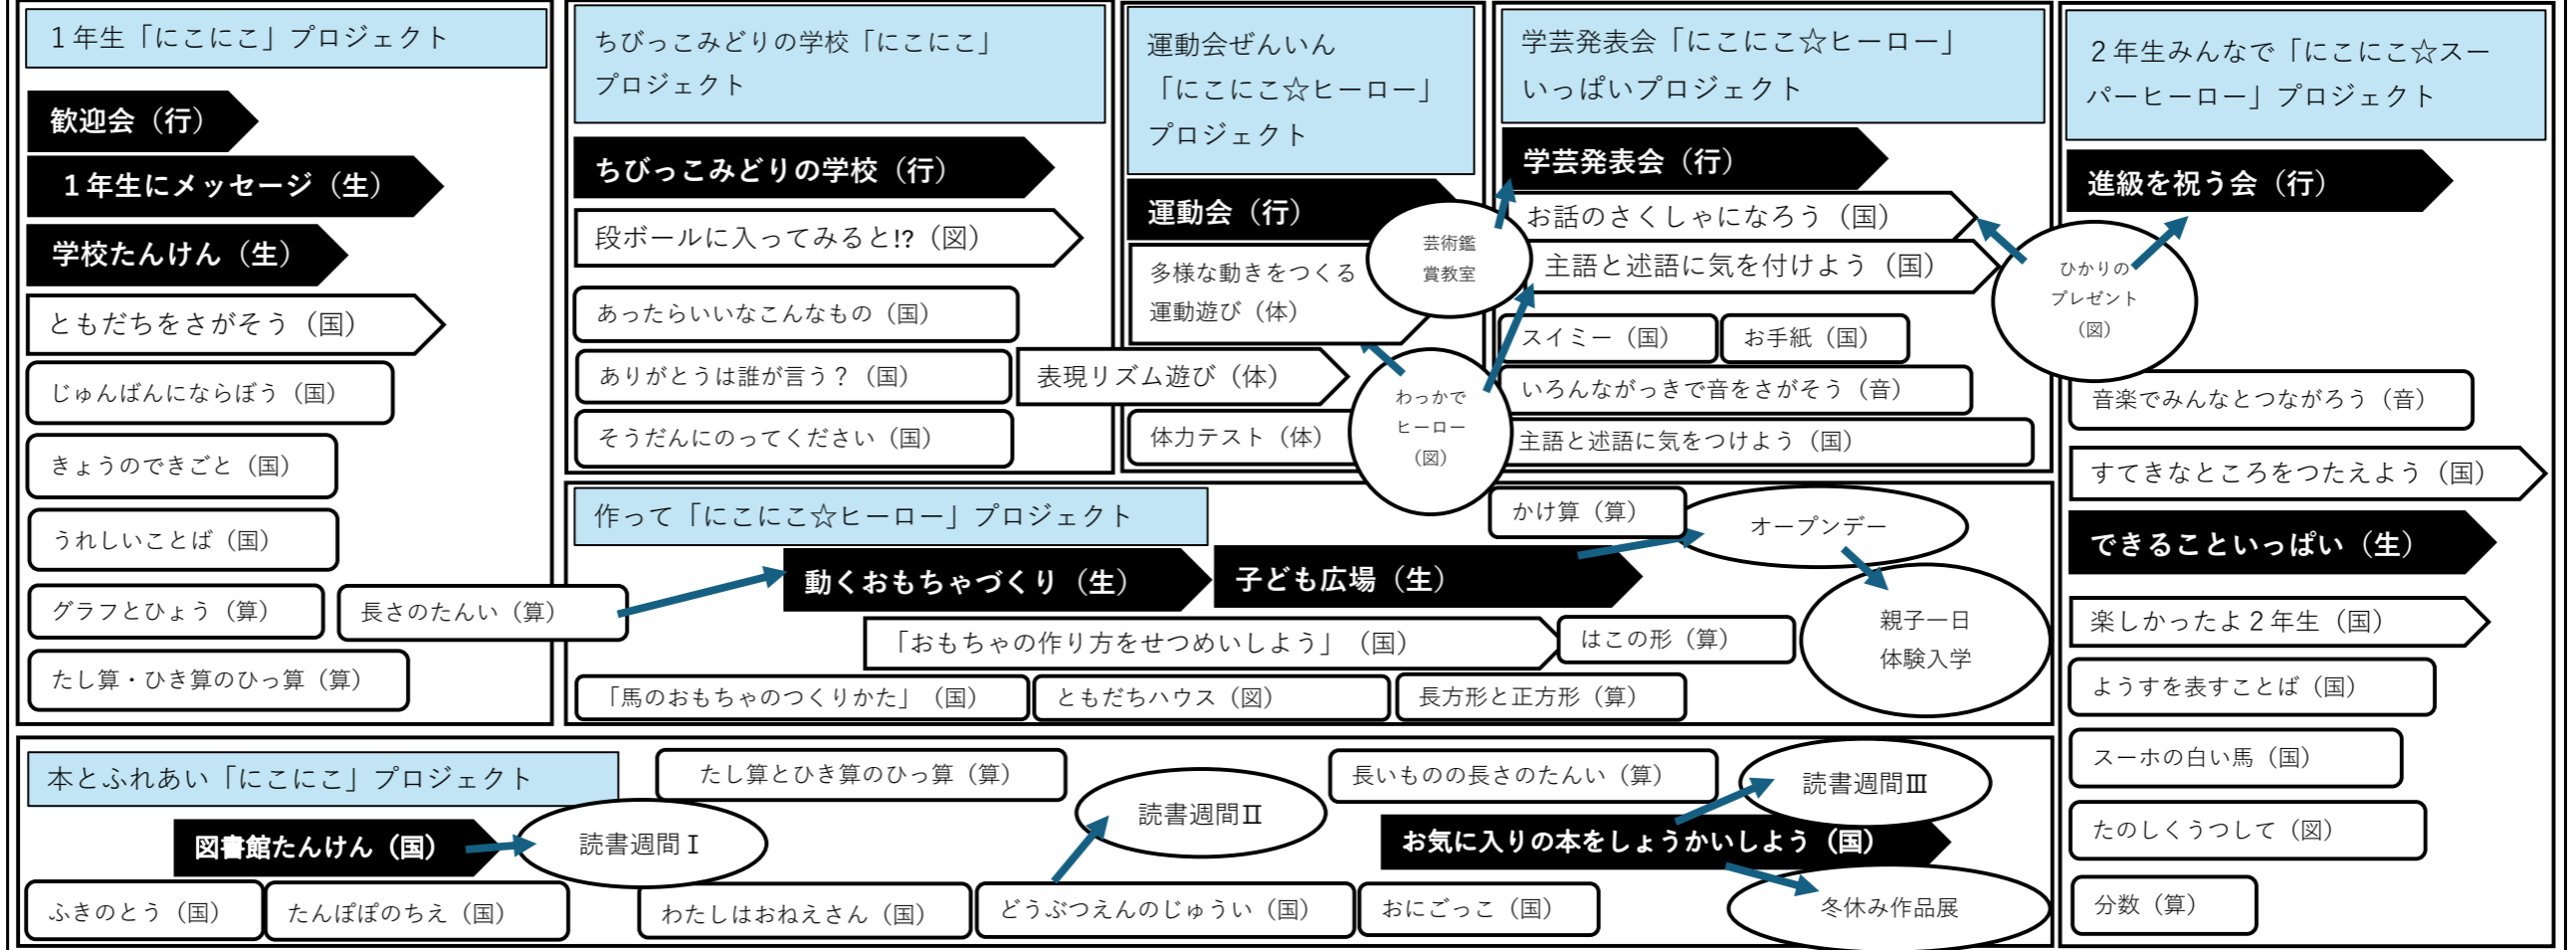 1年生「にこにこ」プロジェクト
歓迎会（行）
1年生にメッセージ（生）
学校たんけん（生）
ともだちをさがそう（国）
じゅんばんにならぼう（国）
きょうのできごと（国）
うれしいことば（国）
グラフとひょう（算）
長さのたんい（算）
たし算・ひき算のひっ算（算）
ちびっこみどりの学校「にこにこ」
プロジェクト
ちびっこみどりの学校（行）
段ボールに入ってみると!?（図）
あったらいいなこんなもの（国）
ありがとうは誰が言う？（国）
そうだんにのってください（国）
運動会ぜんいん
「にこにこ☆ヒーロー」
プロジェクト
運動会（行）
多様な動きをつくる
運動遊び（体）
表現リズム遊び（体）
体力テスト（体）
芸術鑑
賞教室
わっかで
ヒーロー
（図）
学芸発表会「にこにこ☆ヒーロー」
いっぱいプロジェクト
学芸発表会（行）
お話のさくしゃになろう（国）
主語と述語に気を付けよう（国）
スイミー（国）
お手紙（国）
いろんながっきで音をさがそう（音）
主語と述語に気をつけよう（国）
ひかりの
プレゼント
（図）
2年生みんなで「にこにこ☆スー
パーヒーロー」プロジェクト
進級を祝う会（行）
音楽でみんなとつながろう（音）
すてきなところをつたえよう（国）
できることいっぱい（生）
楽しかったよ2年生（国）
ようすを表すことば（国）
スーホの白い馬（国）
たのしくうつして（図）
分数（算）
作って「にこにこ☆ヒーロー」プロジェクト
かけ算（算）
オープンデー
動くおもちゃづくり（生）
子ども広場（生）
「おもちゃの作り方をせつめいしよう」（国）
はこの形（算）
親子一日
体験入学
「馬のおもちゃのつくりかた」（国）
ともだちハウス（図）
長方形と正方形（算）
本とふれあい「にこにこ」プロジェクト
たし算とひき算のひっ算（算）
長いものの長さのたんい（算）
読書週間Ⅲ
読書週間Ⅱ
図書館たんけん（国）
読書週間Ⅰ
お気に入りの本をしょうかいしよう（国）
ふきのとう（国）
たんぽぽのちえ（国）
わたしはおねえさん（国）
どうぶつえんのじゅうい（国）
おにごっこ（国）
冬休み作品展